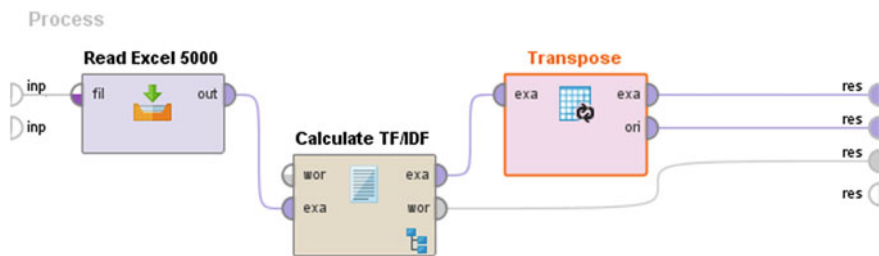 Process
Read Excel 5000
Transpose
inp
fil
out
exa
exa
res
inp
ori
res
Calculate TF/IDF
wor
exa
res
exa
wor
res